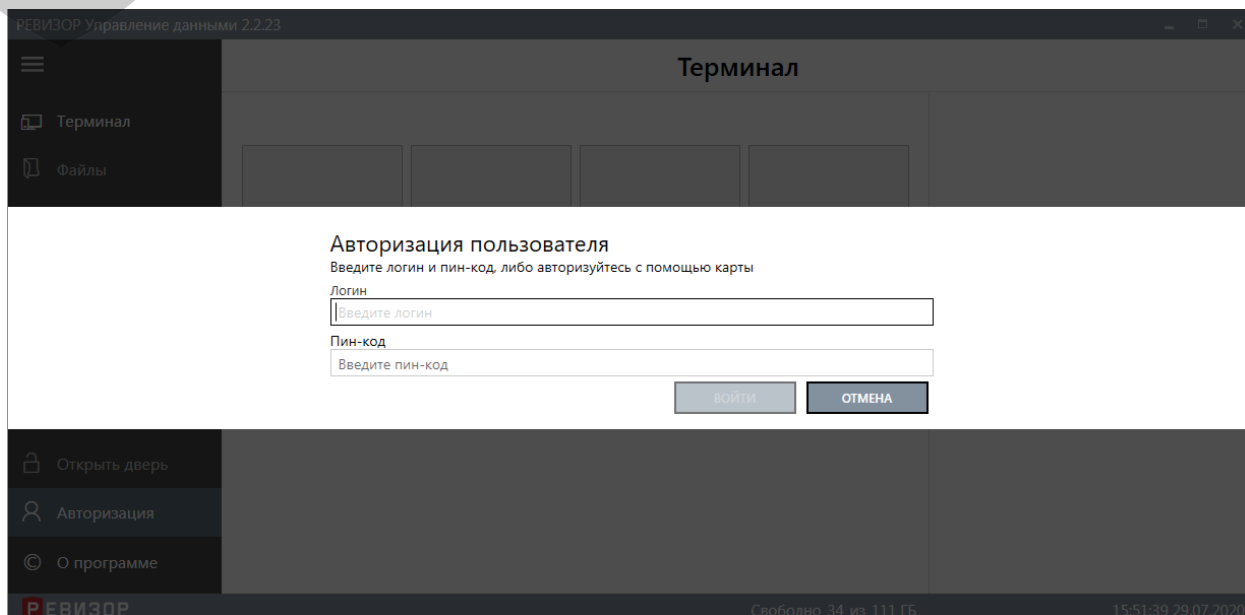 РЕВИЗОР Управление данными 2.2.23
Терминал
Терминал
Файлы
Авторизация пользователя
Введите логин и пин-код, либо авторизуйтесь с помощью карты
Логин
Введите логин
Пин-код
Введите пин-код
ВОЙТИ
ОТМЕНА
Открыть дверь
Авторизация
© О программе
РЕВИЗОР
Свободно 34 из 111 ГБ
15:51:39 29.07.2020